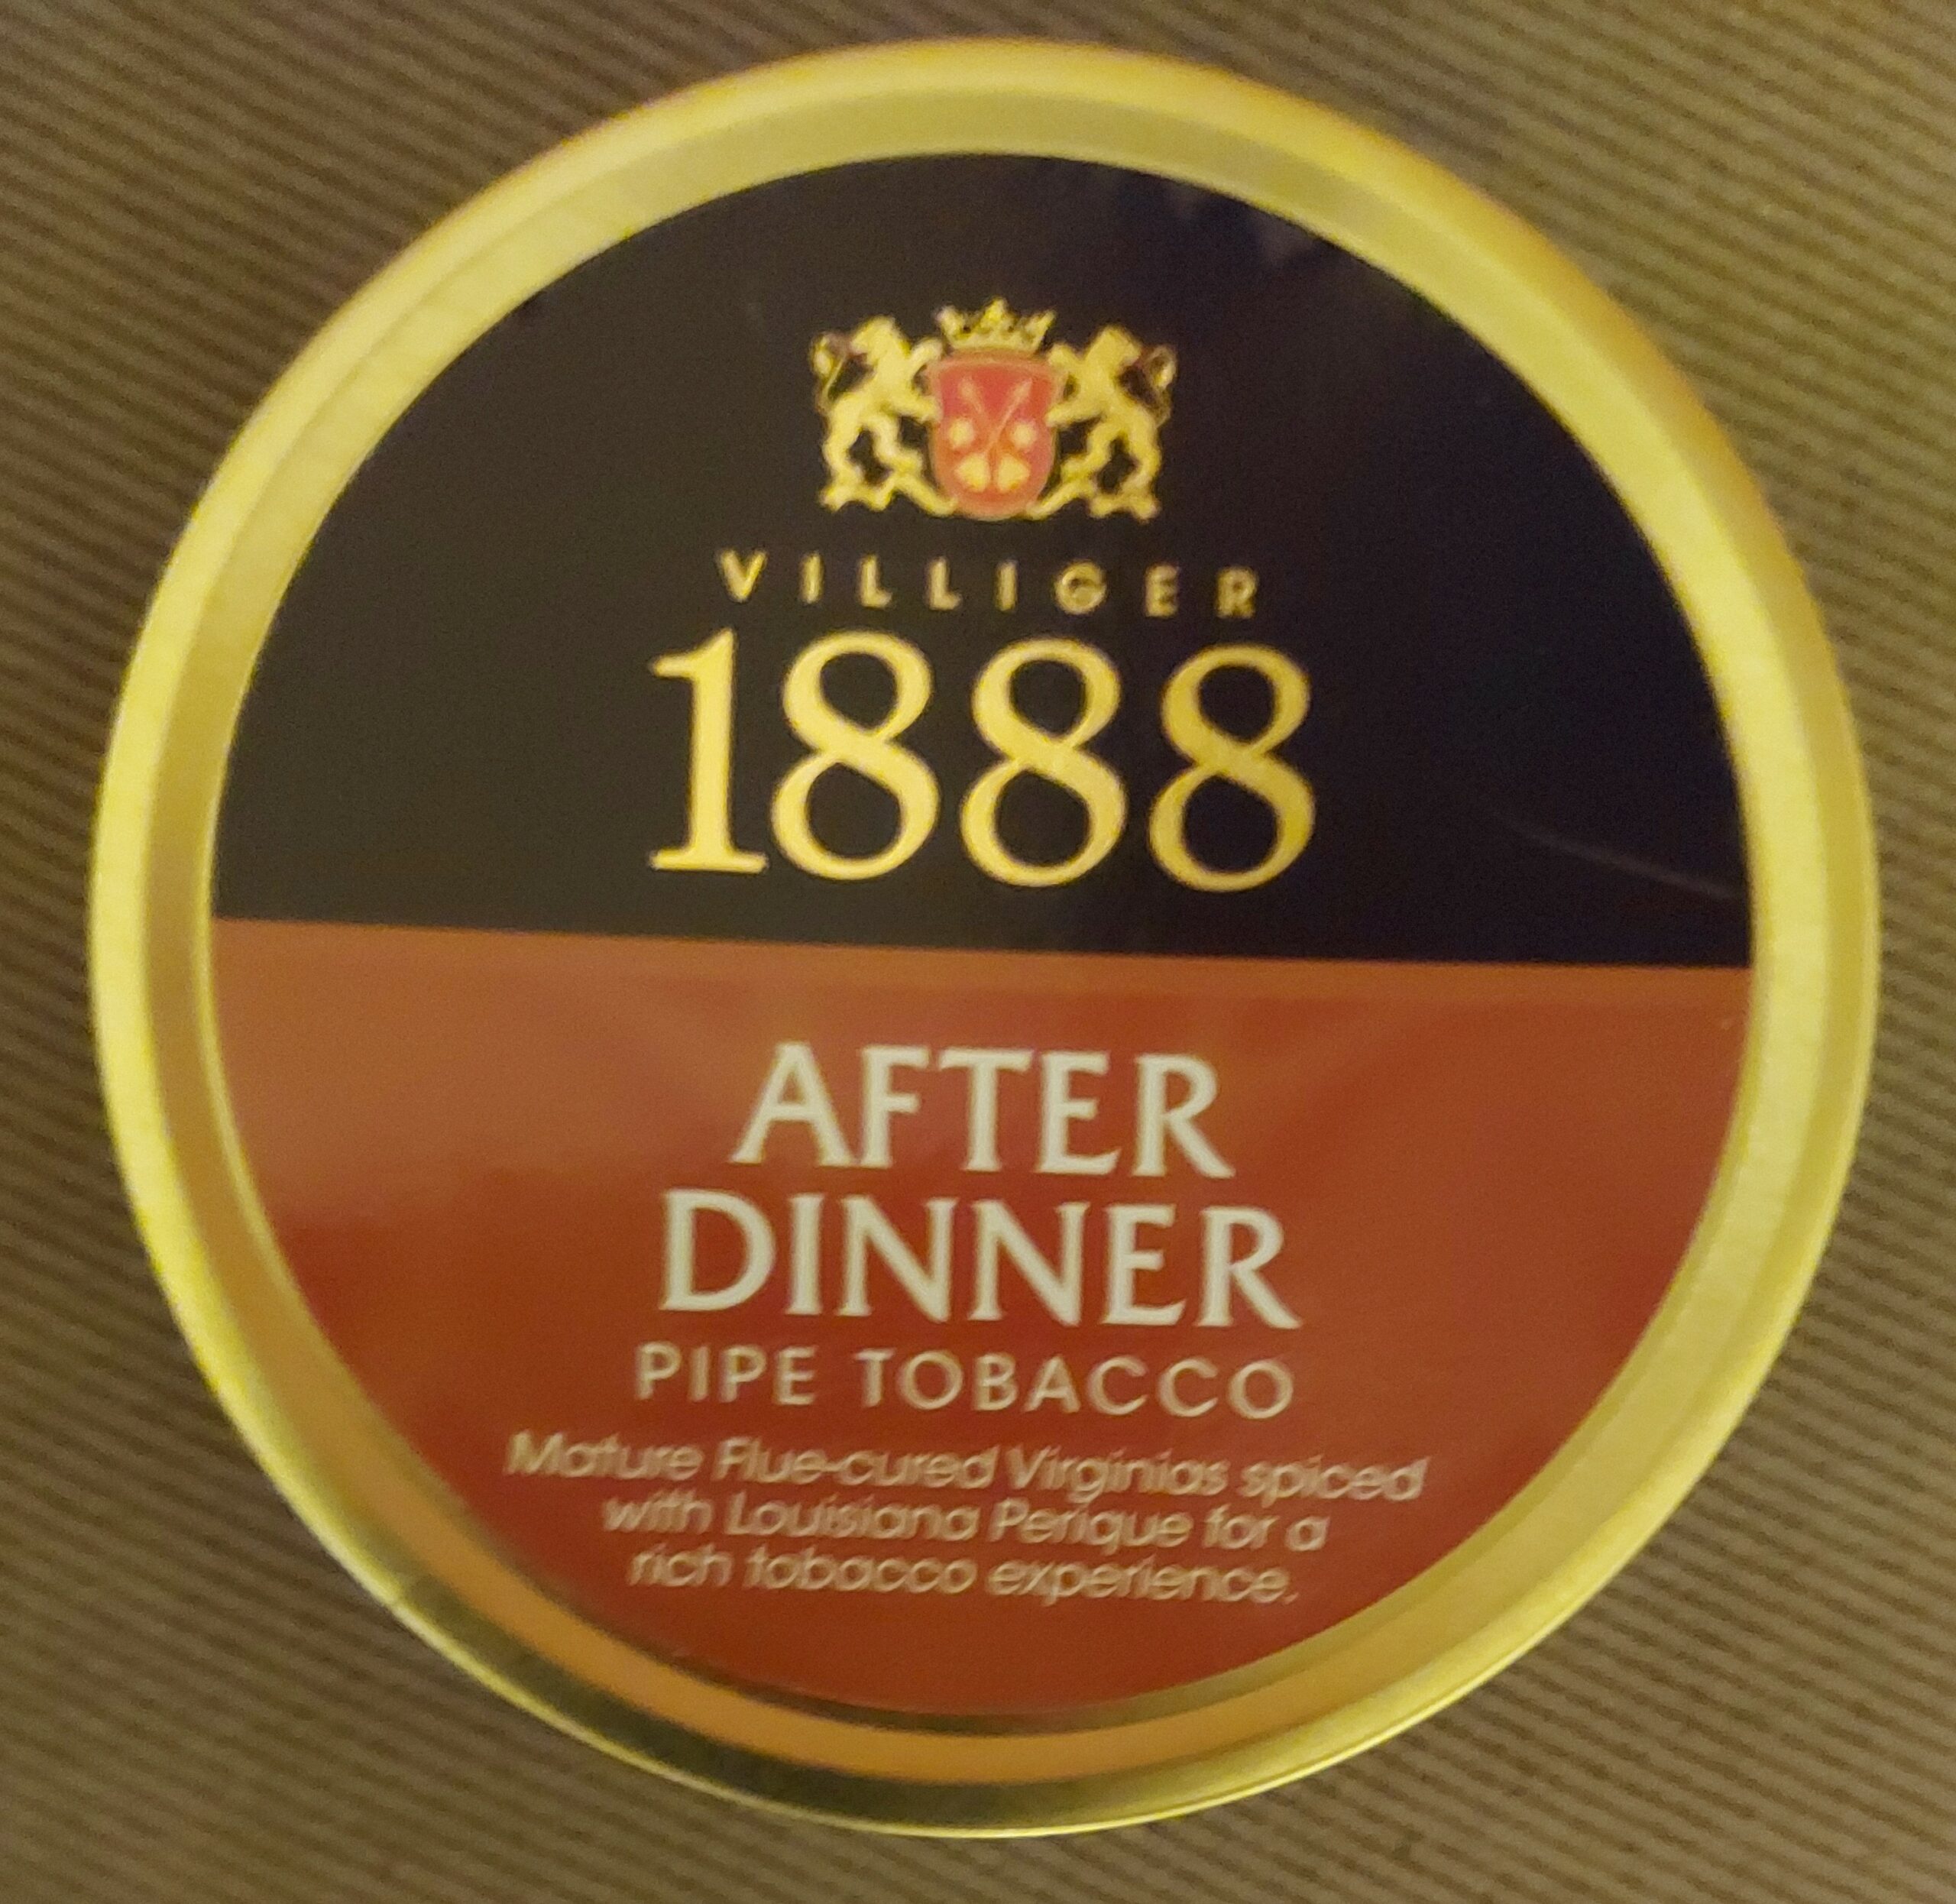 VILLIGER
1888
AFTER
DINNER
PIPE TOBACCO
Mature Flue-cured Virginias spiced
with Louisiana Perique for a
rich tobacco experience.